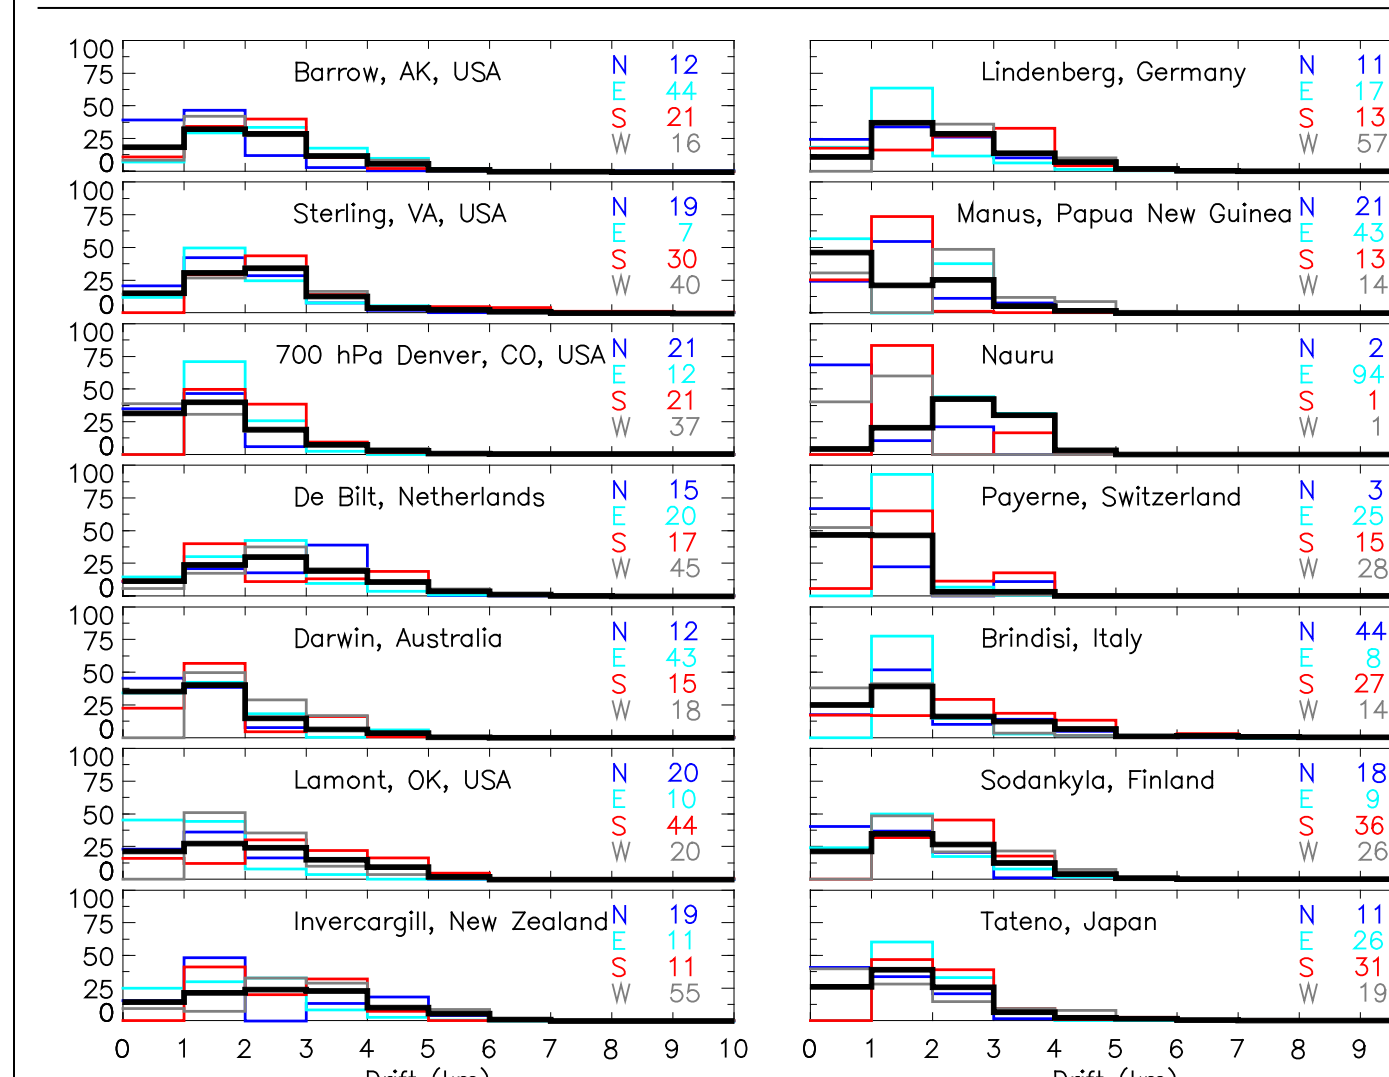 100
75
50
25
0
Barrow, AK, USA
N 12
E 44
S 21
W 16
Lindenberg, Germany
N 11
E 17
S 13
W 57
100
75
50
25
0
Sterling, VA, USA
N 19
E 7
S 30
W 40
Manus, Papua New Guinea
N 21
E 43
S 13
W 14
100
75
50
25
0
700 hPa Denver, CO, USA
N 21
E 12
S 21
W 37
Nauru
N 2
E 94
S 1
W 1
100
75
50
25
0
De Bilt, Netherlands
N 15
E 20
S 17
W 45
Payerne, Switzerland
N 3
E 25
S 15
W 28
100
75
50
25
0
Darwin, Australia
N 12
E 43
S 15
W 18
Brindisi, Italy
N 44
E 8
S 27
W 14
100
75
50
25
0
Lamont, OK, USA
N 20
E 10
S 44
W 20
Sodankyla, Finland
N 18
E 9
S 36
W 26
100
75
50
25
0
Invercargill, New Zealand
N 19
E 11
S 11
W 55
Tateno, Japan
N 11
E 26
S 31
W 19
0 1 2 3 4 5 6 7 8 9 10
0 1 2 3 4 5 6 7 8 9
Drift (km)
Drift (km)